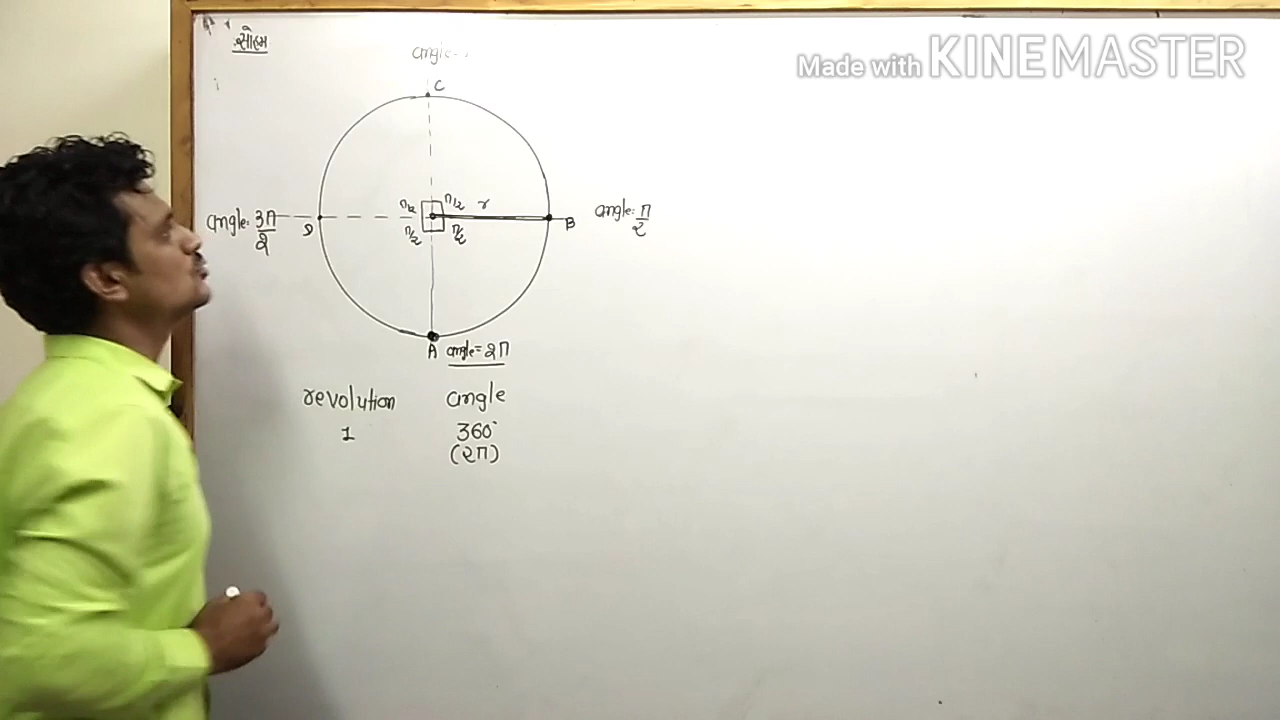 सोहम
Made with KINEMASTER
angle=
C
π/2 π/2 r
angle= 3π/2 D
π/2 π/2
B angle= π/2
A angle = 2π
revolution angle
1 360°
(2π)